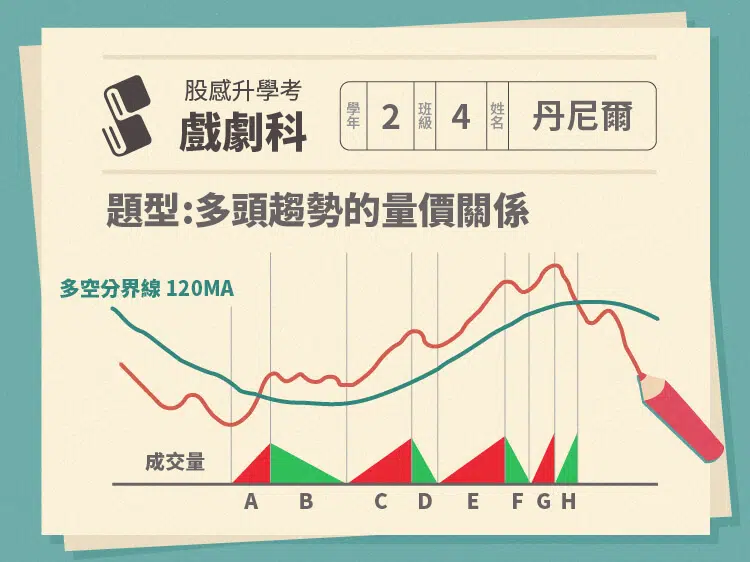 股感升學考
戲劇科
學年 2 班級 4 姓名 丹尼爾
題型:多頭趨勢的量價關係
多空分界線 120MA
成交量
A B C D E F G H